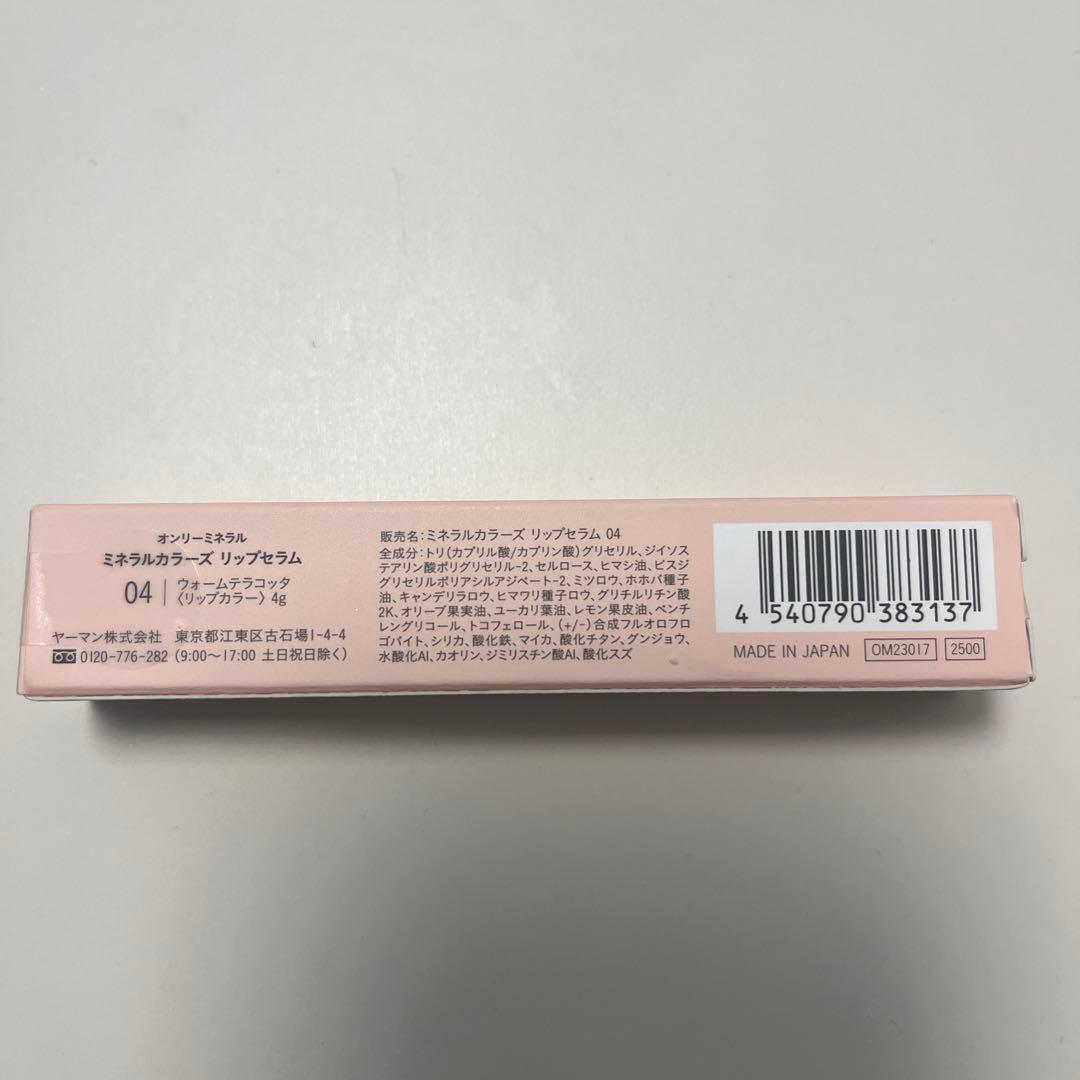 オンリーミネラル
ミネラルカラーズ リップセラム
04
ウォームテラコッタ
〈リップカラー〉4g
ヤーマン株式会社 東京都江東区古石場1-4-4
0120-776-282(9:00〜17:00 土日祝日除く)
販売名:ミネラルカラーズ リップセラム 04
全成分:トリ(カプリル酸/カプリン酸)グリセリル、ジイソス
テアリン酸ポリグリセリル-2、セルロース、ヒマシ油、ビスジ
グリセリルポリアシルアジペート-2、ミツロウ、ホホバ種子
油、キャンデリラロウ、ヒマワリ種子ロウ、グリチルリチン酸
2K、オリーブ果実油、ユーカリ葉油、レモン果皮油、ペンチ
レングリコール、トコフェロール、(+/-)合成フルオロフロ
ゴパイト、シリカ、酸化鉄、マイカ、酸化チタン、グンジョウ、
水酸化Al、カオリン、ジミリスチン酸Al、酸化スズ
4 540790 383137
MADE IN JAPAN OM23017 2500